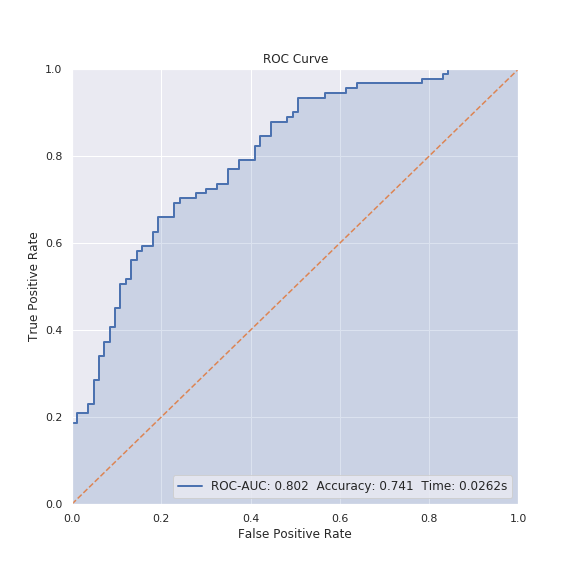 ROC Curve
1.0
0.8
0.6
0.4
0.2
0.0
True Positive Rate
ROC-AUC: 0.802 Accuracy: 0.741 Time: 0.0262s
0.0 0.2 0.4 0.6 0.8 1.0
False Positive Rate